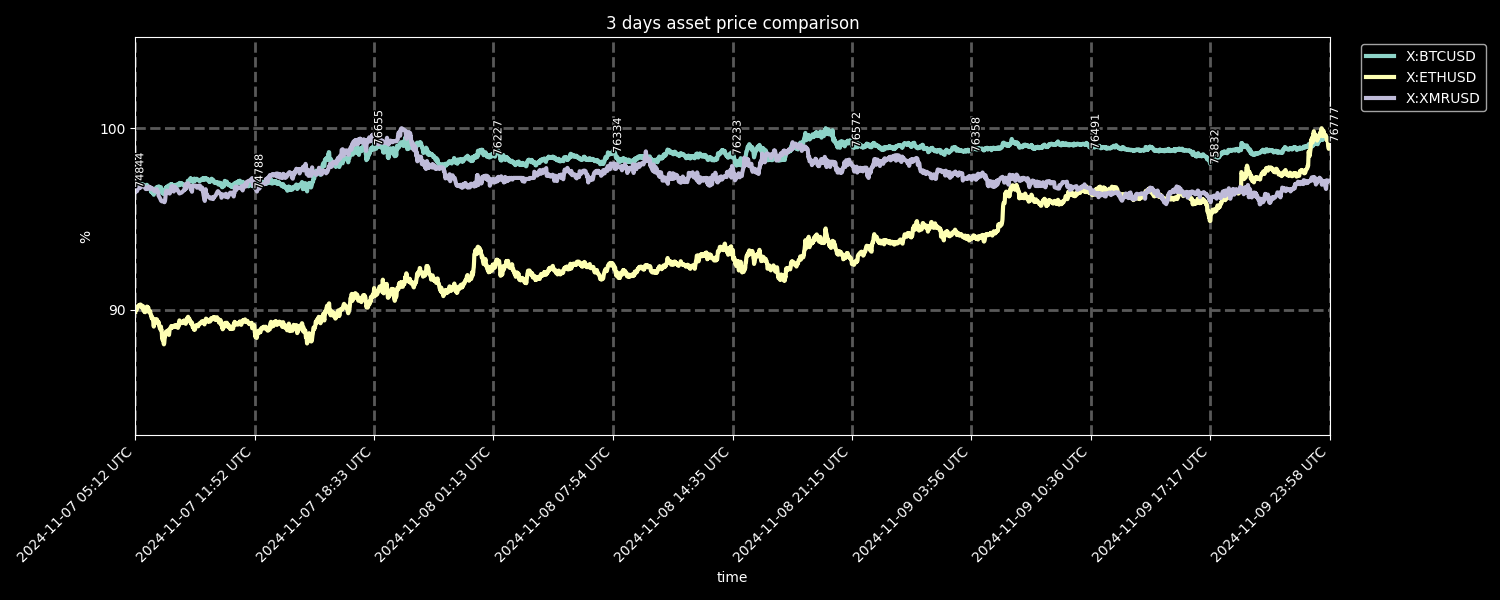 3 days asset price comparison
X:BTCUSD
X:ETHUSD
X:XMRUSD
100
90
%
74844
74788
76655
76227
76334
76233
76572
76358
76491
75832
76777
2024-11-07 05:12 UTC
2024-11-07 11:52 UTC
2024-11-07 18:33 UTC
2024-11-08 01:13 UTC
2024-11-08 07:54 UTC
2024-11-08 14:35 UTC
2024-11-08 21:15 UTC
2024-11-09 03:56 UTC
2024-11-09 10:36 UTC
2024-11-09 17:17 UTC
2024-11-09 23:58 UTC
time